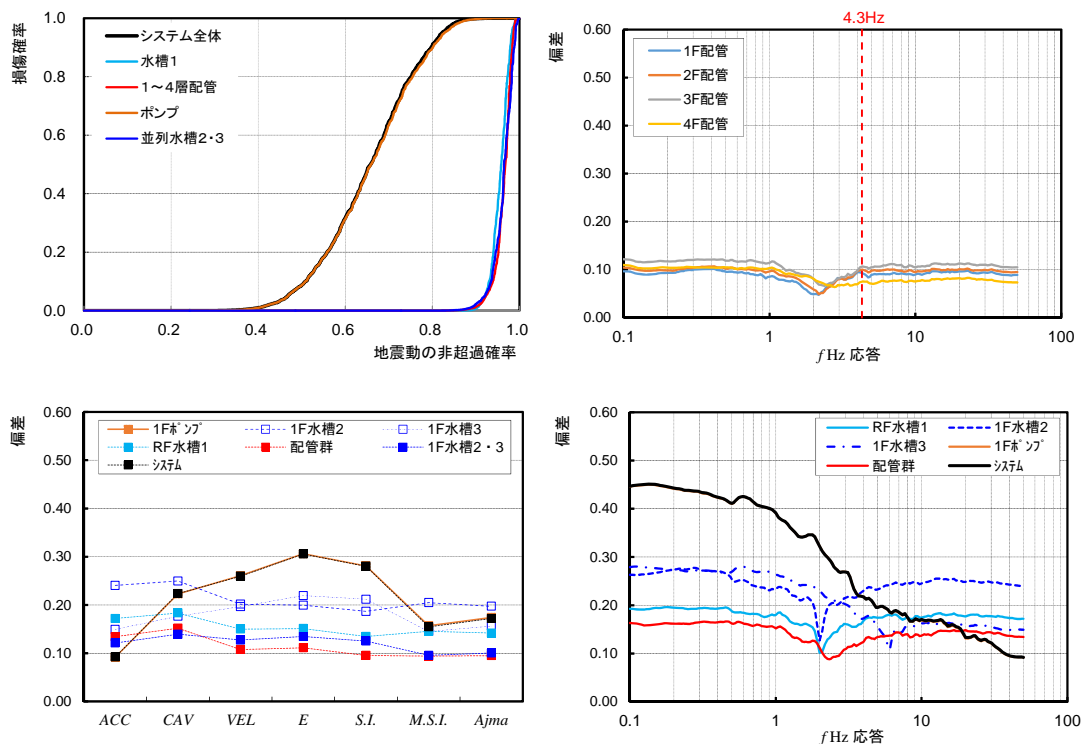 損傷確率
1.0
0.8
0.6
0.4
0.2
0.0
システム全体
水槽1
1～4層配管
ポンプ
並列水槽2・3
0.0 0.2 0.4 0.6 0.8 1.0
地震動の非超過確率
4.3Hz
偏差
0.60
0.50
0.40
0.30
0.20
0.10
0.00
1F配管
2F配管
3F配管
4F配管
0.1 1 10 100
f Hz 応答
偏差
0.60
0.50
0.40
0.30
0.20
0.10
0.00
1Fポンプ 1F水槽2 1F水槽3
RF水槽1 配管群 1F水槽2・3
システム
ACC CAV VEL E S.I. M.S.I. Ajma
偏差
0.60
0.50
0.40
0.30
0.20
0.10
0.00
RF水槽1 1F水槽2
1F水槽3 1Fポンプ
配管群 システム
0.1 1 10 100
f Hz 応答